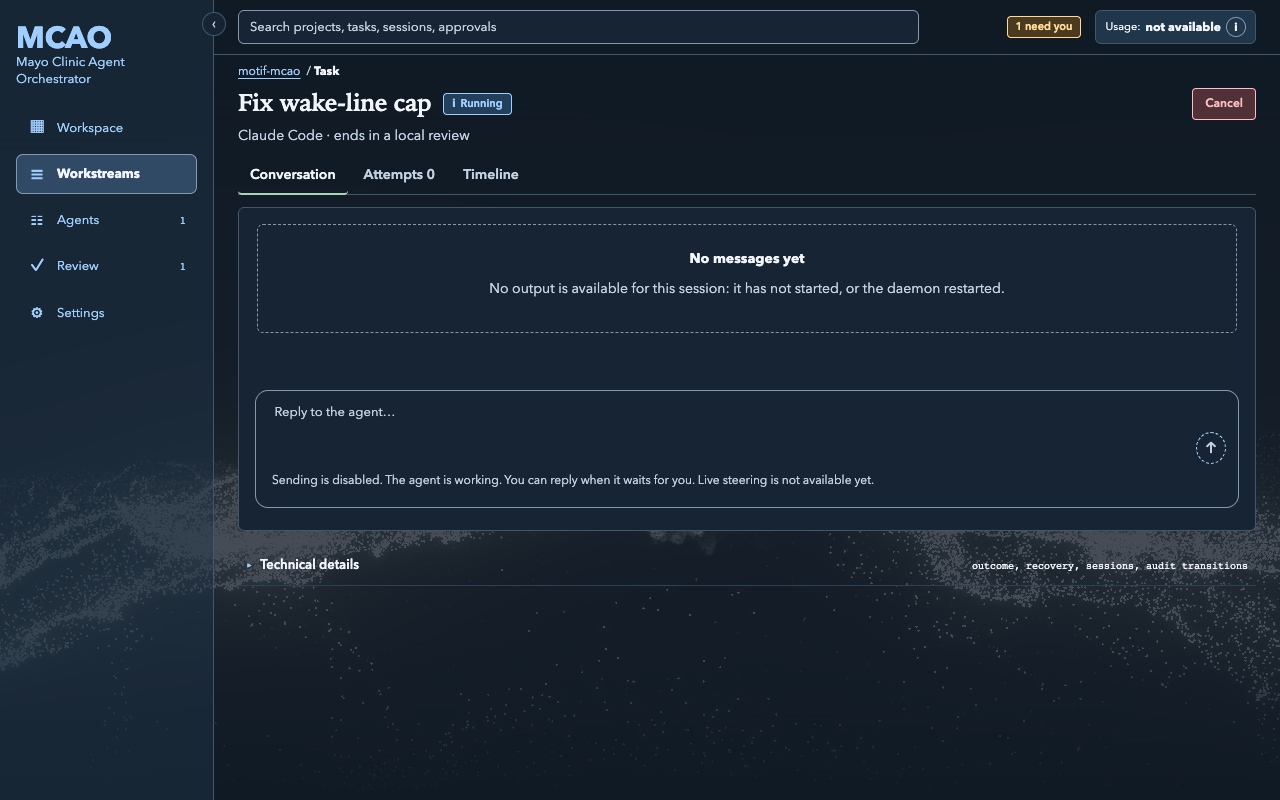 MCAO
Mayo Clinic Agent
Orchestrator
Workspace
Workstreams
Agents 1
Review 1
Settings
Search projects, tasks, sessions, approvals
1 need you
Usage: not available i
motif-mcao / Task
Fix wake-line cap
i Running
Cancel
Claude Code · ends in a local review
Conversation
Attempts 0
Timeline
No messages yet
No output is available for this session: it has not started, or the daemon restarted.
Reply to the agent…
Sending is disabled. The agent is working. You can reply when it waits for you. Live steering is not available yet.
Technical details
outcome, recovery, sessions, audit transitions